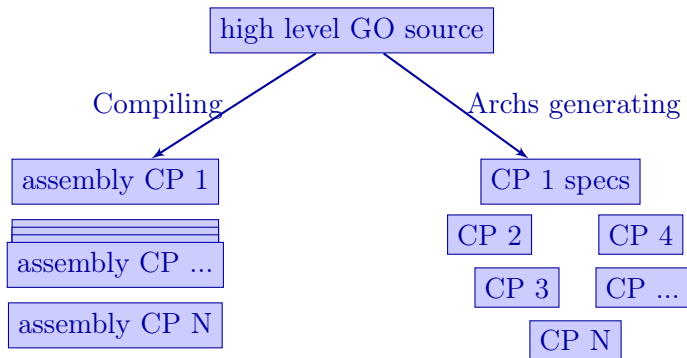 high level GO source
Compiling
Archs generating
assembly CP 1
CP 1 specs
CP 2
CP 4
assembly CP ...
CP 3
CP ...
assembly CP N
CP N